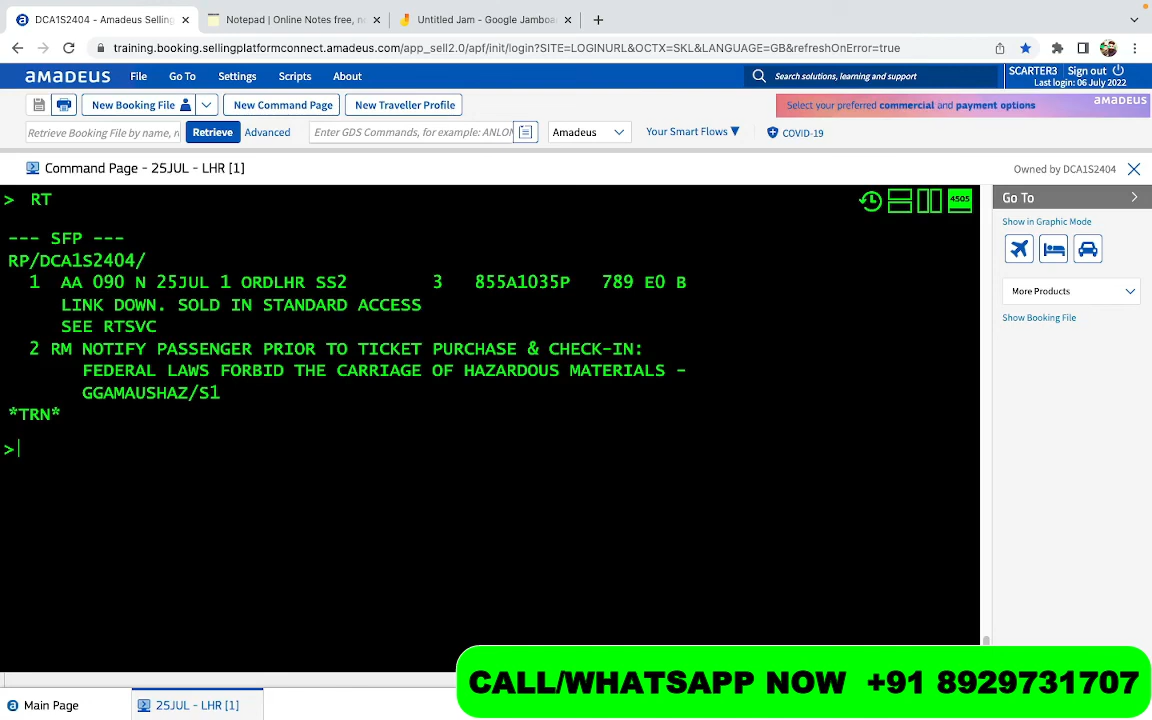 DCA1S2404 - Amadeus Selling
Notepad | Online Notes free, n
Untitled Jam - Google Jamboa
training.booking.sellingplatformconnect.amadeus.com/app_sell2.0/apf/init/login?SITE=LOGINURL&OCTX=SKL&LANGUAGE=GB&refreshOnError=true
amadeus File Go To Settings Scripts About
Search solutions, learning and support
SCARTER3 Sign out
Last login: 06 July 2022
New Booking File New Command Page New Traveller Profile
Select your preferred commercial and payment options
amadeus
Retrieve Booking File by name, r Retrieve Advanced Enter GDS Commands, for example: ANLON Amadeus Your Smart Flows COVID-19
Command Page - 25JUL - LHR [1]
Owned by DCA1S2404
> RT
4505
--- SFP ---
RP/DCA1S2404/
1 AA 090 N 25JUL 1 ORDLHR SS2 3 855A1035P 789 E0 B
LINK DOWN. SOLD IN STANDARD ACCESS
SEE RTSVC
2 RM NOTIFY PASSENGER PRIOR TO TICKET PURCHASE & CHECK-IN:
FEDERAL LAWS FORBID THE CARRIAGE OF HAZARDOUS MATERIALS -
GGAMAUSHAZ/S1
*TRN*
>
Go To
Show in Graphic Mode
More Products
Show Booking File
CALL/WHATSAPP NOW +91 8929731707
Main Page
25JUL - LHR [1]